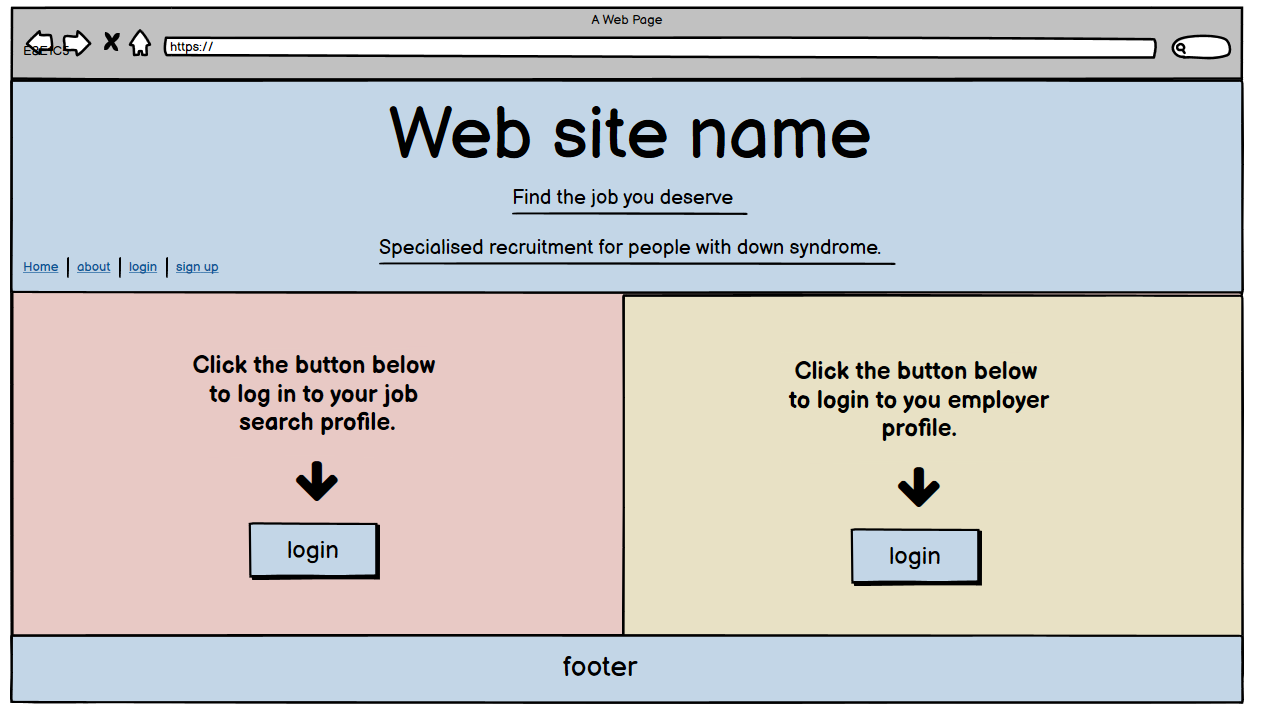 A Web Page
E8E1C5
https://
Web site name
Find the job you deserve
Specialised recruitment for people with down syndrome.
Home about login sign up
Click the button below
to log in to your job
search profile.
login
Click the button below
to login to you employer
profile.
login
footer